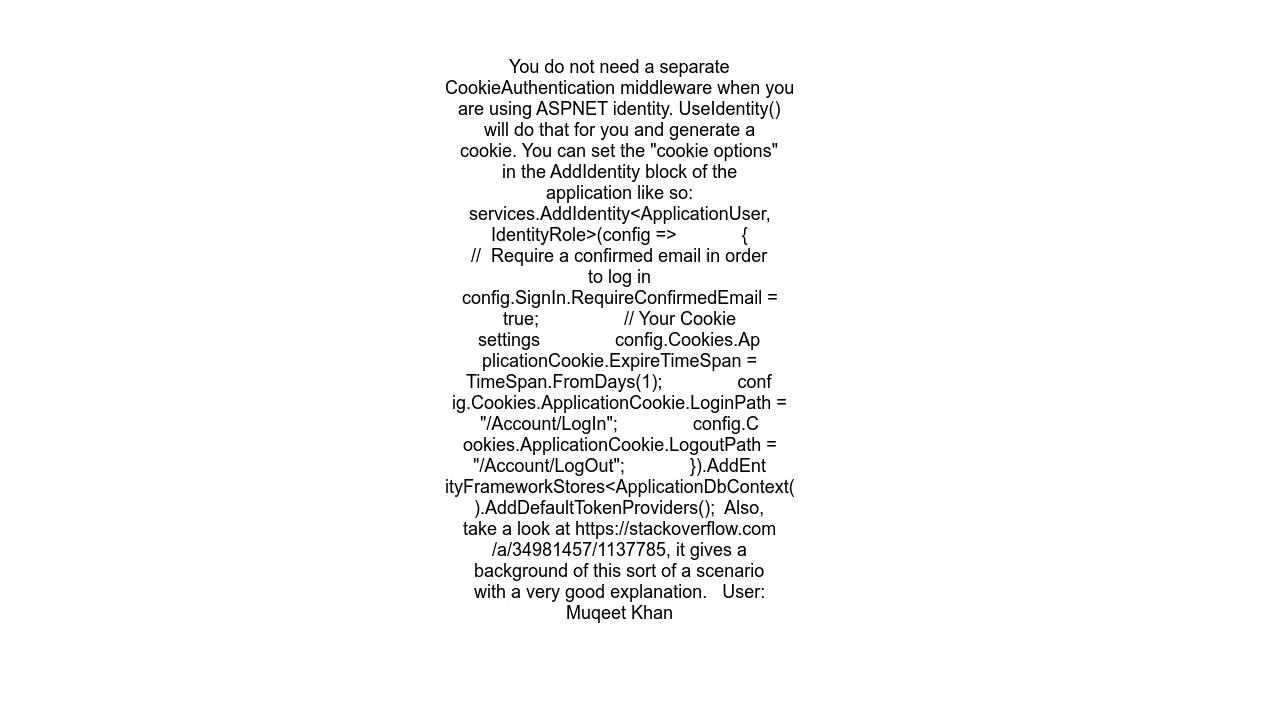 You do not need a separate
CookieAuthentication middleware when you
are using ASPNET identity. UseIdentity()
will do that for you and generate a
cookie. You can set the "cookie options"
in the AddIdentity block of the
application like so:
services.AddIdentity<ApplicationUser,
IdentityRole>(config =>             {
//  Require a confirmed email in order
to log in
config.SignIn.RequireConfirmedEmail =
true;                 // Your Cookie
settings               config.Cookies.Ap
plicationCookie.ExpireTimeSpan =
TimeSpan.FromDays(1);               conf
ig.Cookies.ApplicationCookie.LoginPath =
"/Account/LogIn";               config.C
ookies.ApplicationCookie.LogoutPath =
"/Account/LogOut";             }).AddEnt
ityFrameworkStores<ApplicationDbContext(
).AddDefaultTokenProviders();  Also,
take a look at https://stackoverflow.com
/a/34981457/1137785, it gives a
background of this sort of a scenario
with a very good explanation.   User:
Muqeet Khan